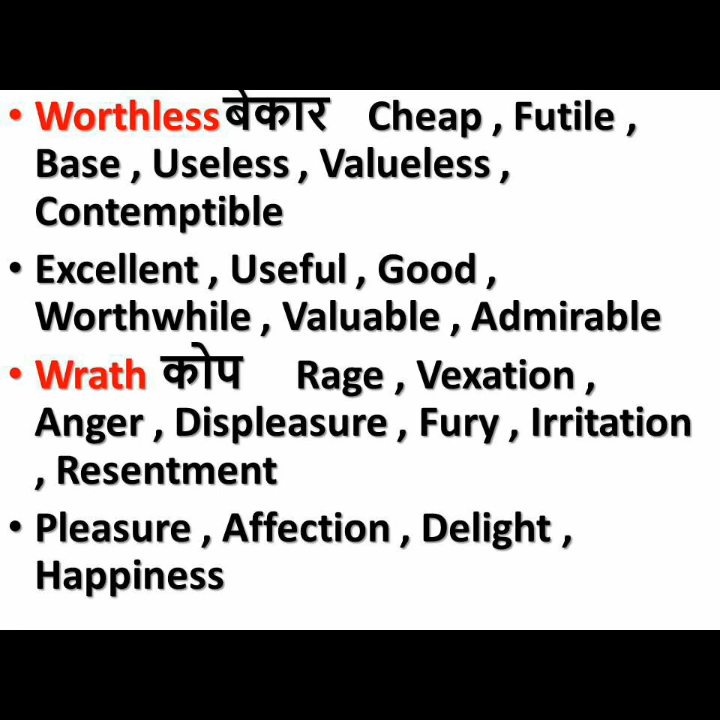 • Worthless बेकार Cheap , Futile ,
Base , Useless , Valueless ,
Contemptible
• Excellent , Useful , Good ,
Worthwhile , Valuable , Admirable
• Wrath कोप Rage , Vexation ,
Anger , Displeasure , Fury , Irritation
, Resentment
• Pleasure , Affection , Delight ,
Happiness